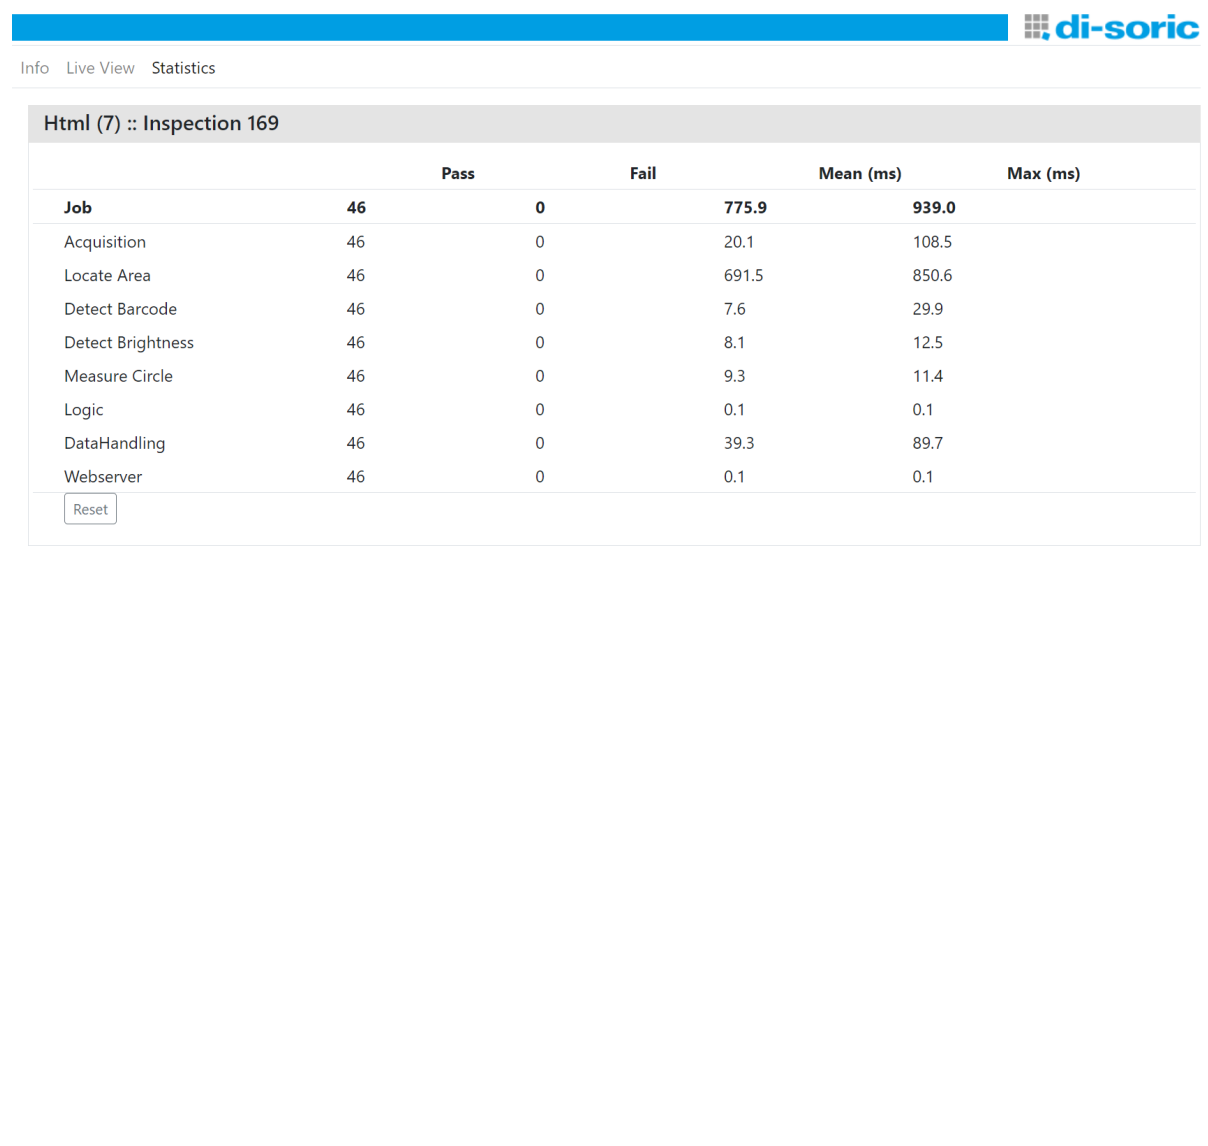 di-soric
Info Live View Statistics
Html (7) :: Inspection 169
Pass Fail Mean (ms) Max (ms)
Job 46 0 775.9 939.0
Acquisition 46 0 20.1 108.5
Locate Area 46 0 691.5 850.6
Detect Barcode 46 0 7.6 29.9
Detect Brightness 46 0 8.1 12.5
Measure Circle 46 0 9.3 11.4
Logic 46 0 0.1 0.1
DataHandling 46 0 39.3 89.7
Webserver 46 0 0.1 0.1
Reset